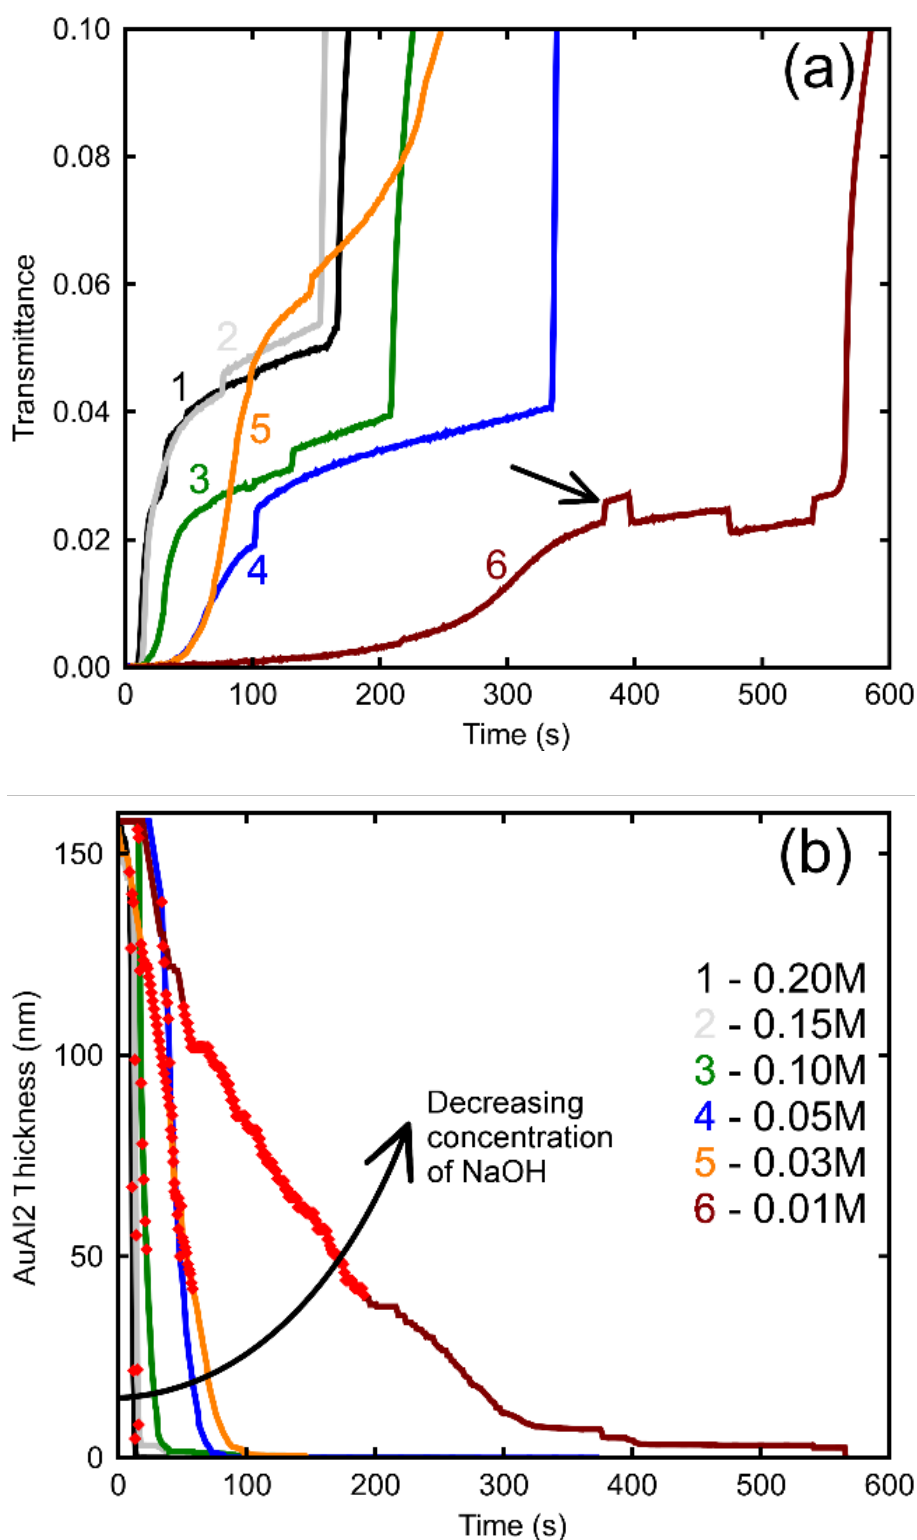 (a)
Transmittance
0.10
0.08
0.06
0.04
0.02
0.00
1
2
3
4
5
6
0 100 200 300 400 500 600
Time (s)
(b)
AuAl2 Thickness (nm)
150
100
50
0
1 - 0.20M
2 - 0.15M
3 - 0.10M
4 - 0.05M
5 - 0.03M
6 - 0.01M
Decreasing
concentration
of NaOH
0 100 200 300 400 500 600
Time (s)